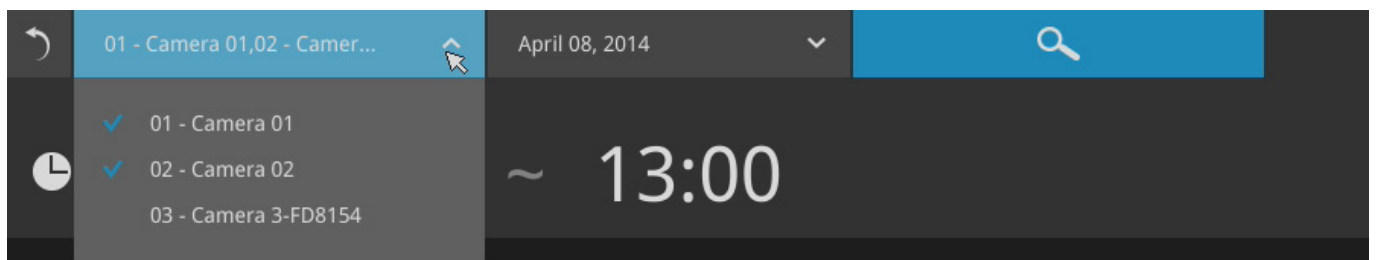 01 - Camera 01,02 - Camer...
April 08, 2014
01 - Camera 01
02 - Camera 02
03 - Camera 3-FD8154
~ 13:00